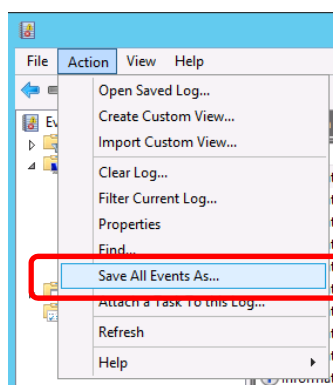 File Action View Help
Open Saved Log...
Create Custom View...
Import Custom View...
Clear Log...
Filter Current Log...
Properties
Find...
Save All Events As...
Attach a Task To this Log...
Refresh
Help